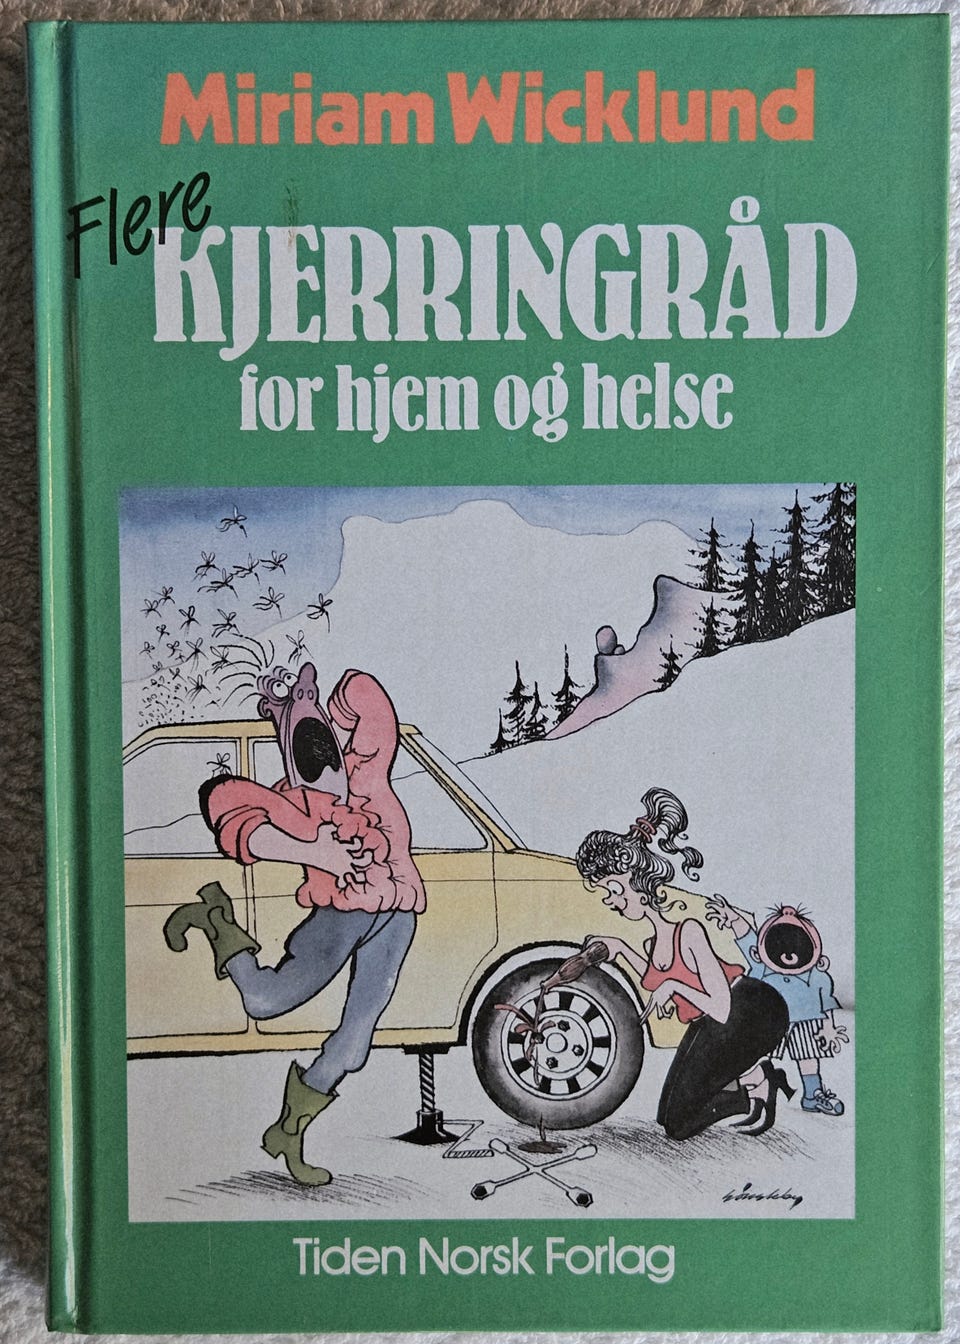 Miriam Wicklund
Flere
KJERRINGRÅD
for hjem og helse
Tiden Norsk Forlag